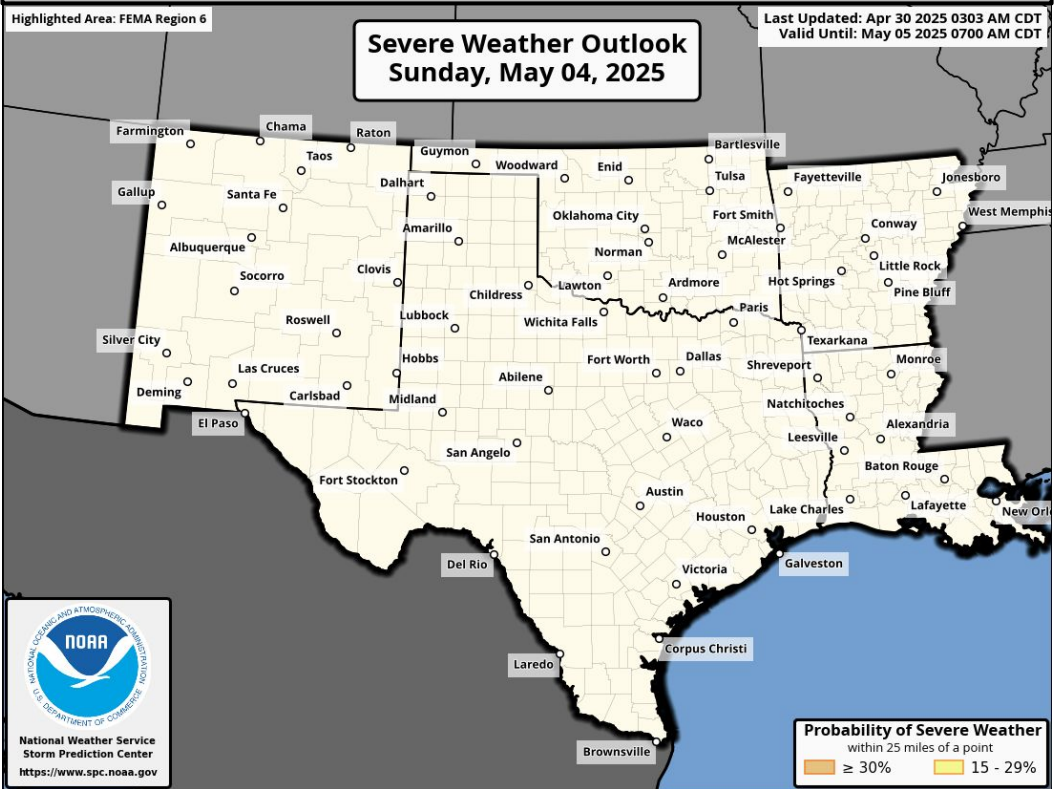 Highlighted Area: FEMA Region 6
Severe Weather Outlook
Sunday, May 04, 2025
Last Updated: Apr 30 2025 0303 AM CDT
Valid Until: May 05 2025 0700 AM CDT
Farmington
Chama
Raton
Taos
Guymon
Woodward
Enid
Bartlesville
Tulsa
Fayetteville
Jonesboro
Gallup
Santa Fe
Dalhart
Amarillo
Oklahoma City
Fort Smith
West Memphis
Conway
Albuquerque
Norman
McAlester
Socorro
Clovis
Little Rock
Childress
Lawton
Ardmore
Hot Springs
Pine Bluff
Roswell
Lubbock
Wichita Falls
Paris
Silver City
Texarkana
Hobbs
Fort Worth
Dallas
Shreveport
Monroe
Las Cruces
Abilene
Deming
Carlsbad
Midland
Natchitoches
El Paso
Waco
Leesville
Alexandria
San Angelo
Baton Rouge
Fort Stockton
Austin
Houston
Lake Charles
Lafayette
New Orl
San Antonio
Del Rio
Galveston
Victoria
Corpus Christi
Laredo
Brownsville
NATIONAL OCEANIC AND ATMOSPHERIC ADMINISTRATION
NOAA
U.S. DEPARTMENT OF COMMERCE
National Weather Service
Storm Prediction Center
https://www.spc.noaa.gov
Probability of Severe Weather
within 25 miles of a point
≥ 30%
15 - 29%